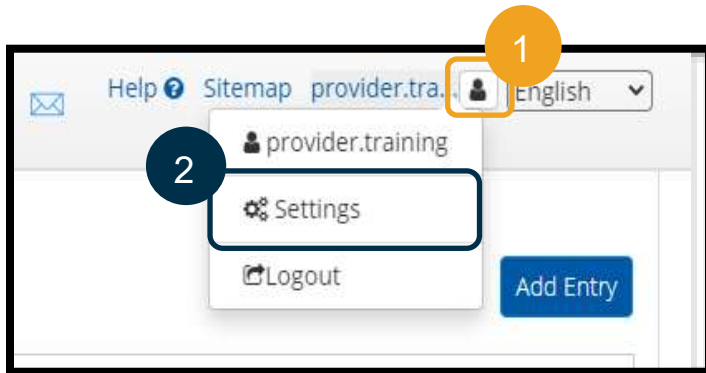 1
Help Sitemap provider.tra... English
provider.training
2
Settings
Logout
Add Entry